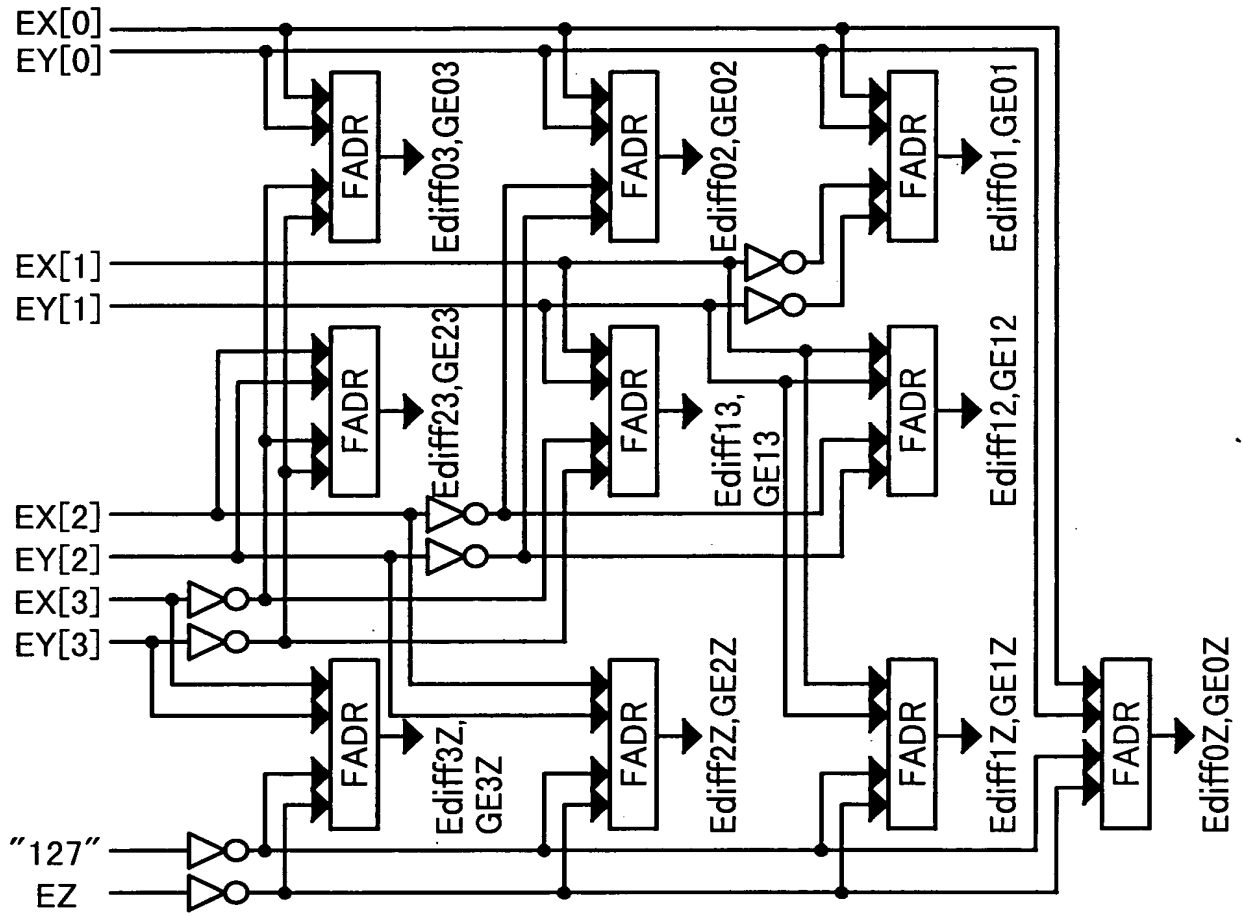 EX[0]
EY[0]
FADR
Ediff03,GE03
FADR
Ediff02,GE02
FADR
Ediff01,GE01
EX[1]
EY[1]
FADR
Ediff23,GE23
FADR
Ediff13,
GE13
FADR
Ediff12,GE12
EX[2]
EY[2]
EX[3]
EY[3]
FADR
Ediff3Z,
GE3Z
FADR
Ediff2Z,GE2Z
FADR
Ediff1Z,GE1Z
FADR
Ediff0Z,GE0Z
"127"
EZ